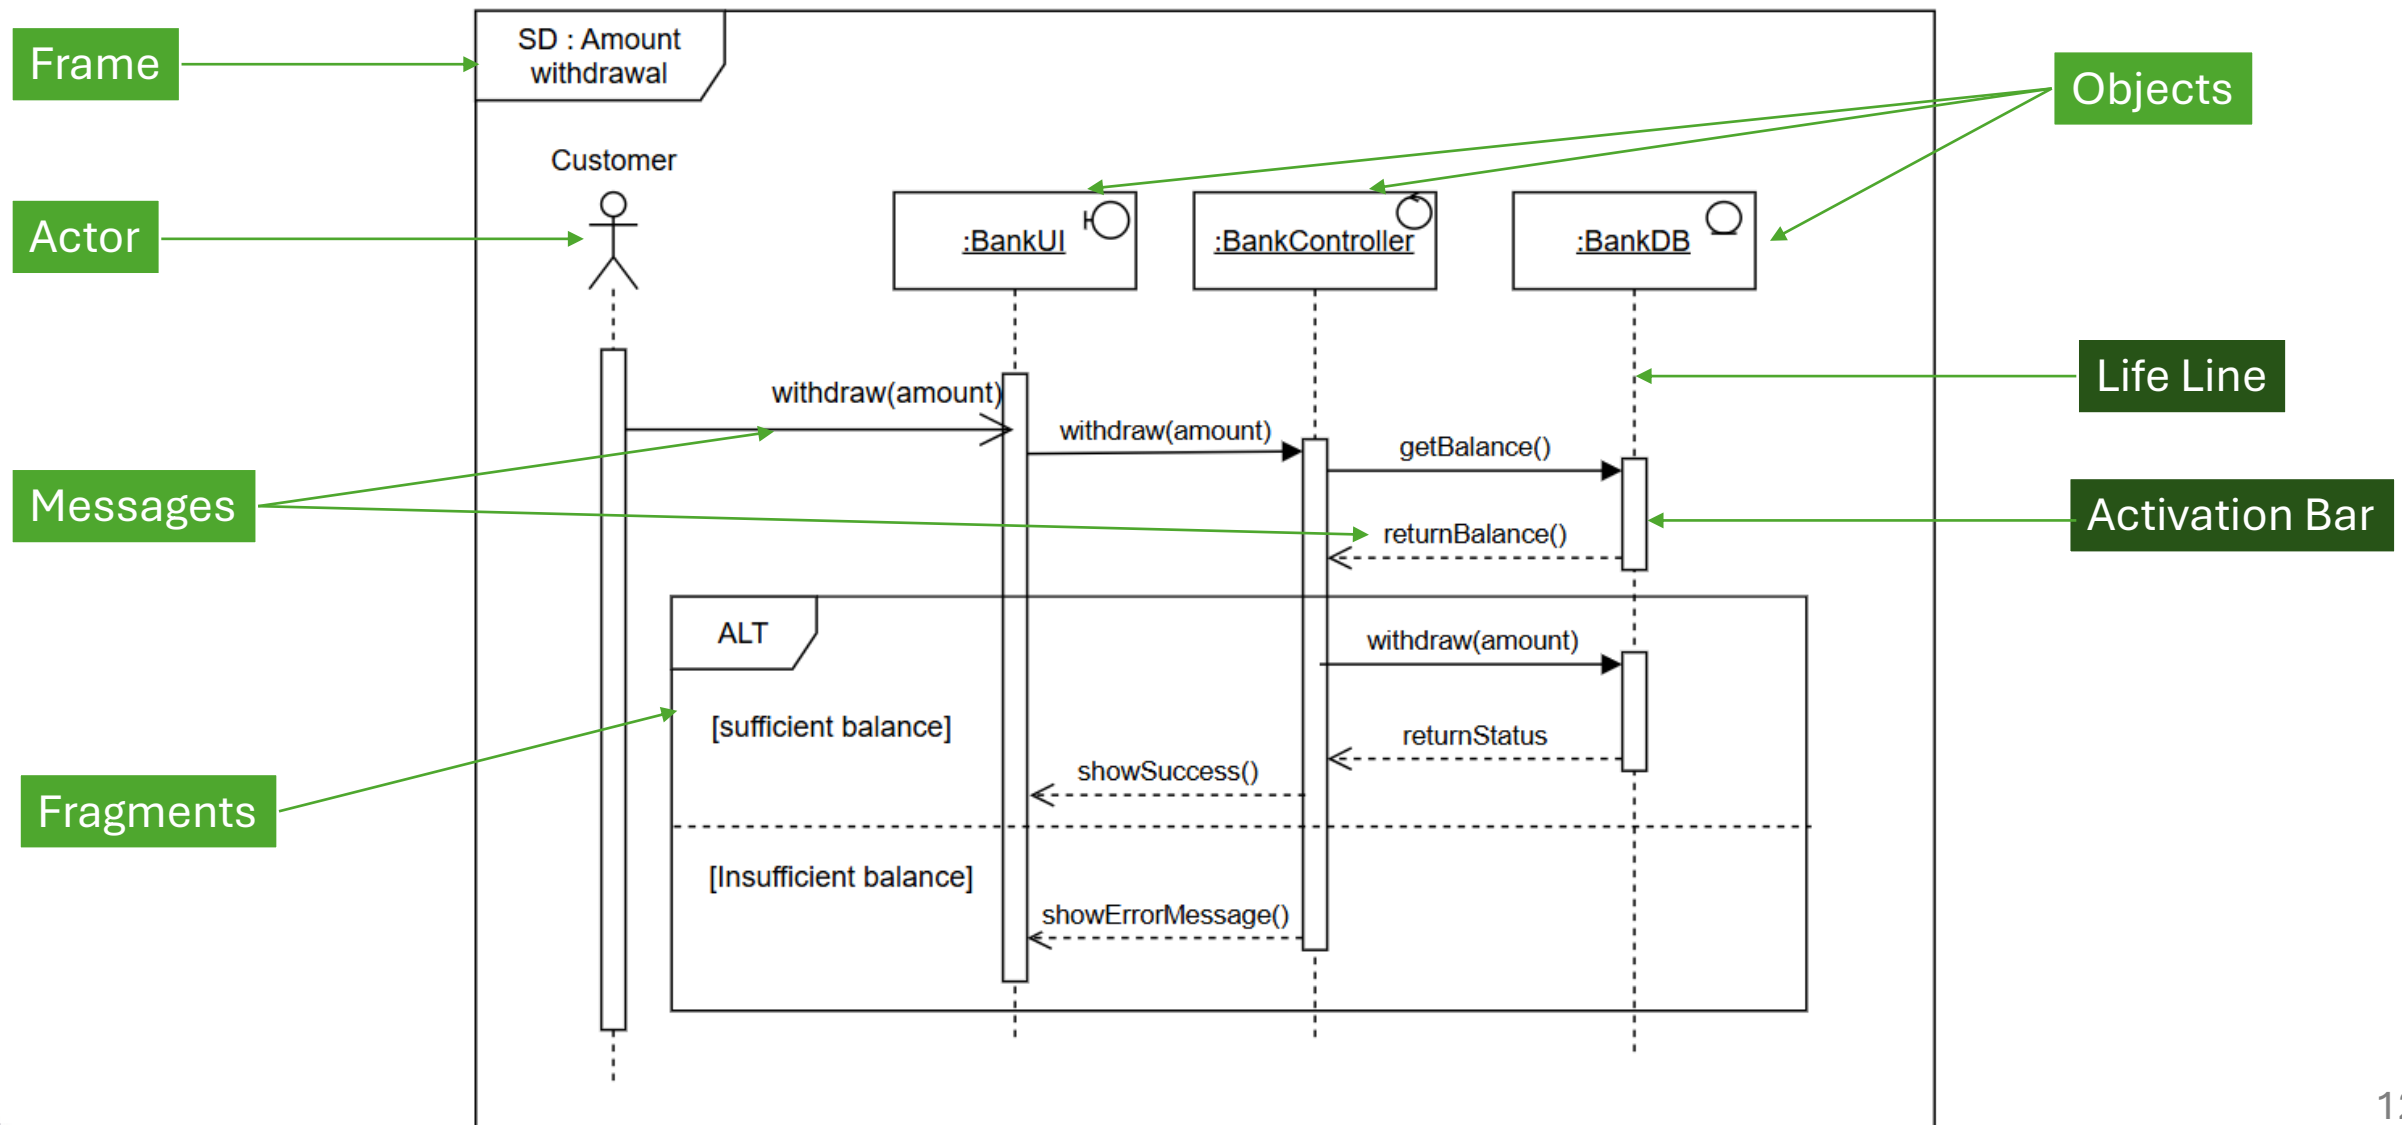 Frame
SD : Amount
withdrawal
Objects
Customer
Actor
:BankUI
:BankController
:BankDB
Life Line
withdraw(amount)
withdraw(amount)
getBalance()
Messages
Activation Bar
returnBalance()
ALT
withdraw(amount)
[sufficient balance]
returnStatus
showSuccess()
Fragments
[Insufficient balance]
showErrorMessage()